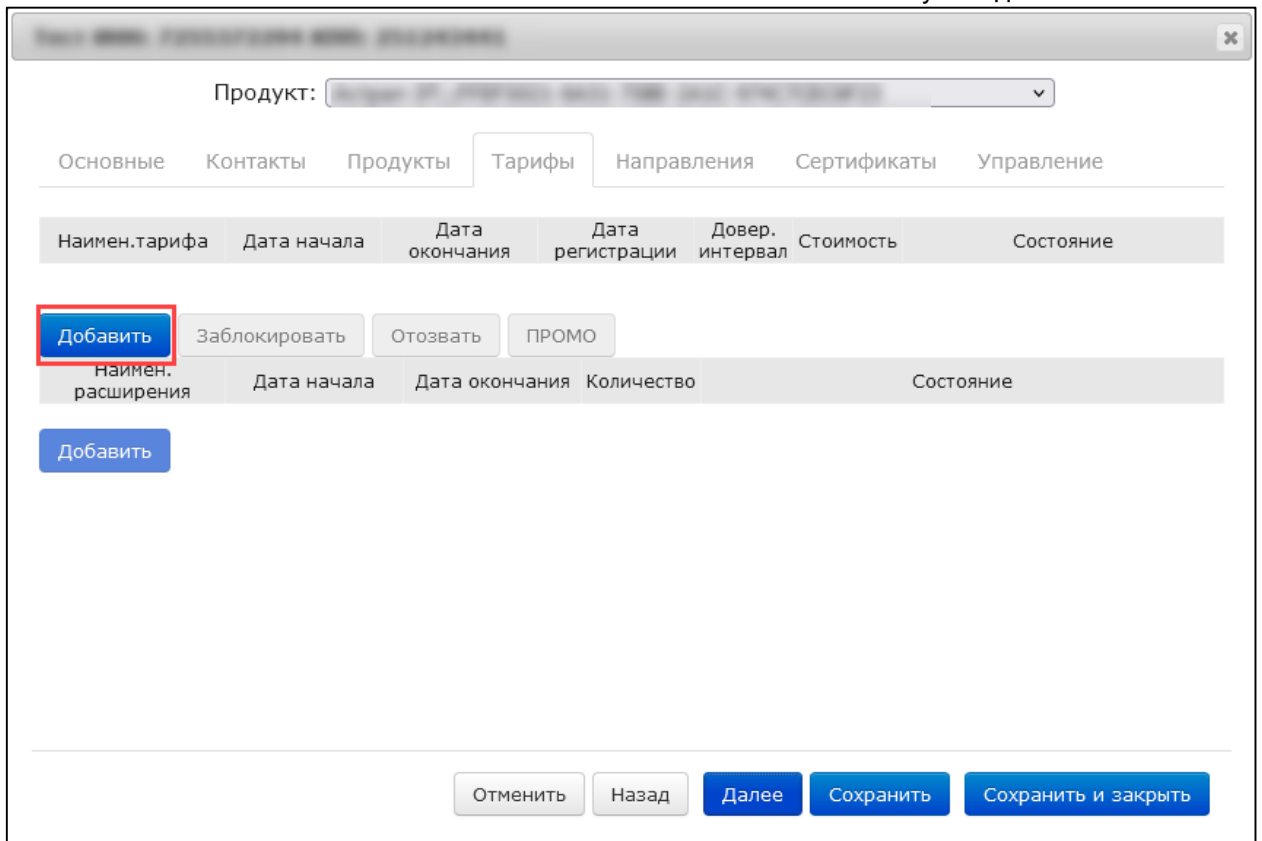 Продукт:
Основные Контакты Продукты Тарифы Направления Сертификаты Управление
Наимен.тарифа Дата начала Дата окончания Дата регистрации Довер. интервал Стоимость Состояние
Добавить Заблокировать Отозвать ПРОМО
Наимен. расширения Дата начала Дата окончания Количество Состояние
Добавить
Отменить Назад Далее Сохранить Сохранить и закрыть